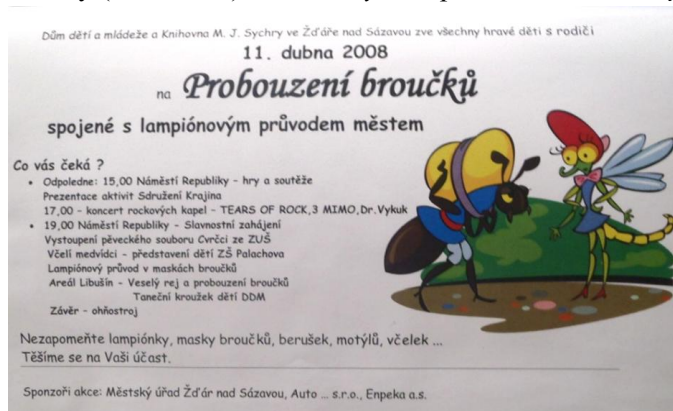 Dům dětí a mládeže a Knihovna M. J. Sychry ve Žďáře nad Sázavou zve všechny hravé děti s rodiči
11. dubna 2008
na Probouzení broučků
spojené s lampiónovým průvodem městem
Co vás čeká ?
• Odpoledne: 15,00 Náměstí Republiky - hry a soutěže
Prezentace aktivit Sdružení Krajina
17,00 - koncert rockových kapel - TEARS OF ROCK,3 MIMO,Dr.Vykuk
• 19,00 Náměstí Republiky - Slavnostní zahájení
Vystoupení pěveckého souboru Cvrčci ze ZUŠ
Včelí medvídci - představení dětí ZŠ Palachova
Lampiónový průvod v maskách broučků
Areál Libušín - Veselý rej a probouzení broučků
Taneční kroužek dětí DDM
Závěr - ohňostroj
Nezapomeňte lampiónky, masky broučků, berušek, motýlů, včelek ...
Těšíme se na Vaši účast.
Sponzoři akce: Městský úřad Žďár nad Sázavou, Auto ... s.r.o., Enpeka a.s.